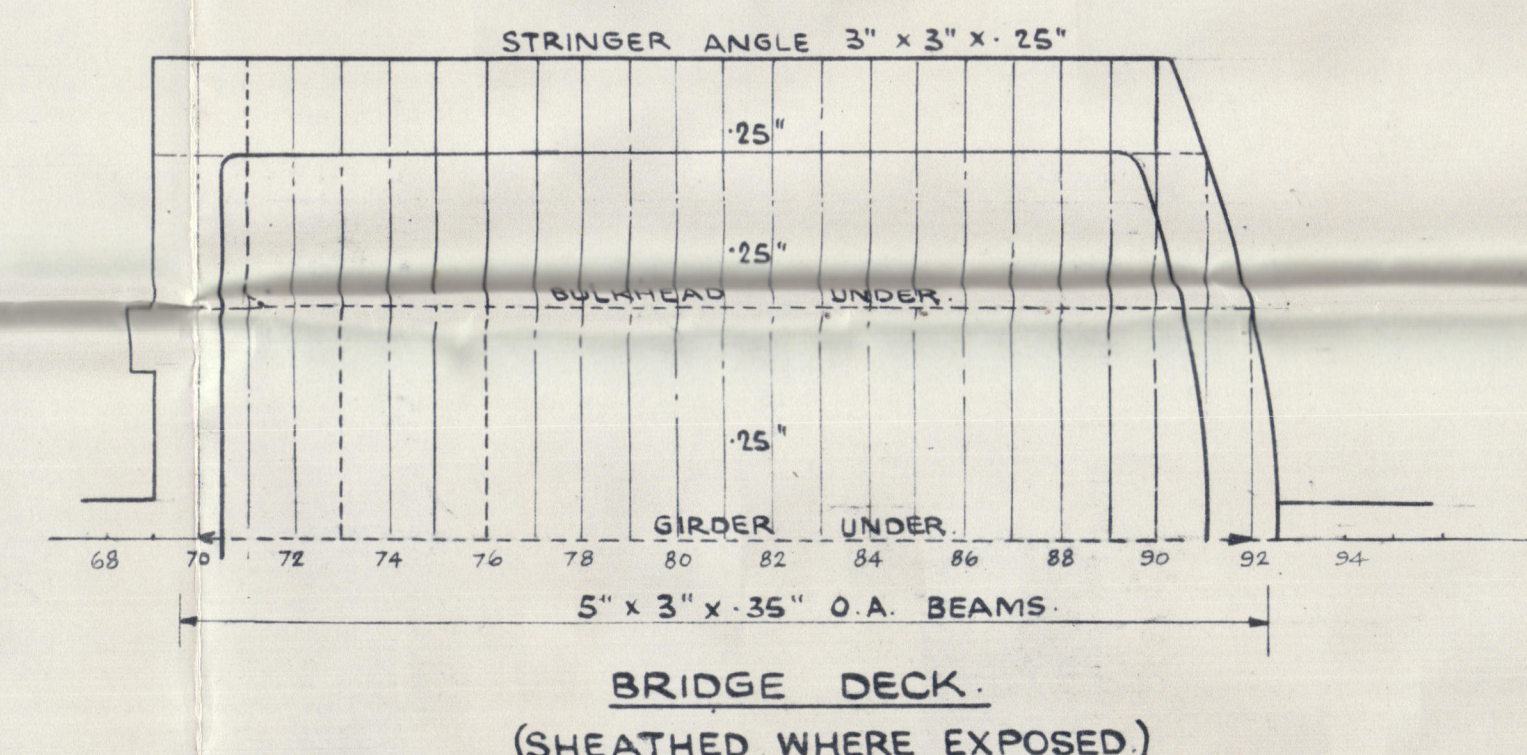 STRINGER ANGLE 3" x 3" x .25"
.25"
.25"
BULKHEAD UNDER.
.25"
GIRDER UNDER.
68 70 72 74 76 78 80 82 84 86 88 90 92 94
5" x 3" x .35" O.A. BEAMS.
BRIDGE DECK.
(SHEATHED WHERE EXPOSED.)